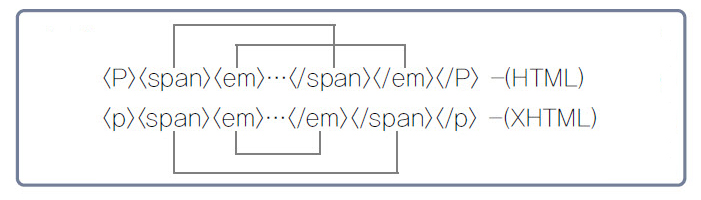 〈P〉〈span〉〈em〉…〈/span〉〈/em〉〈/P〉 –(HTML)
〈p〉〈span〉〈em〉…〈/em〉〈/span〉〈/p〉 –(XHTML)